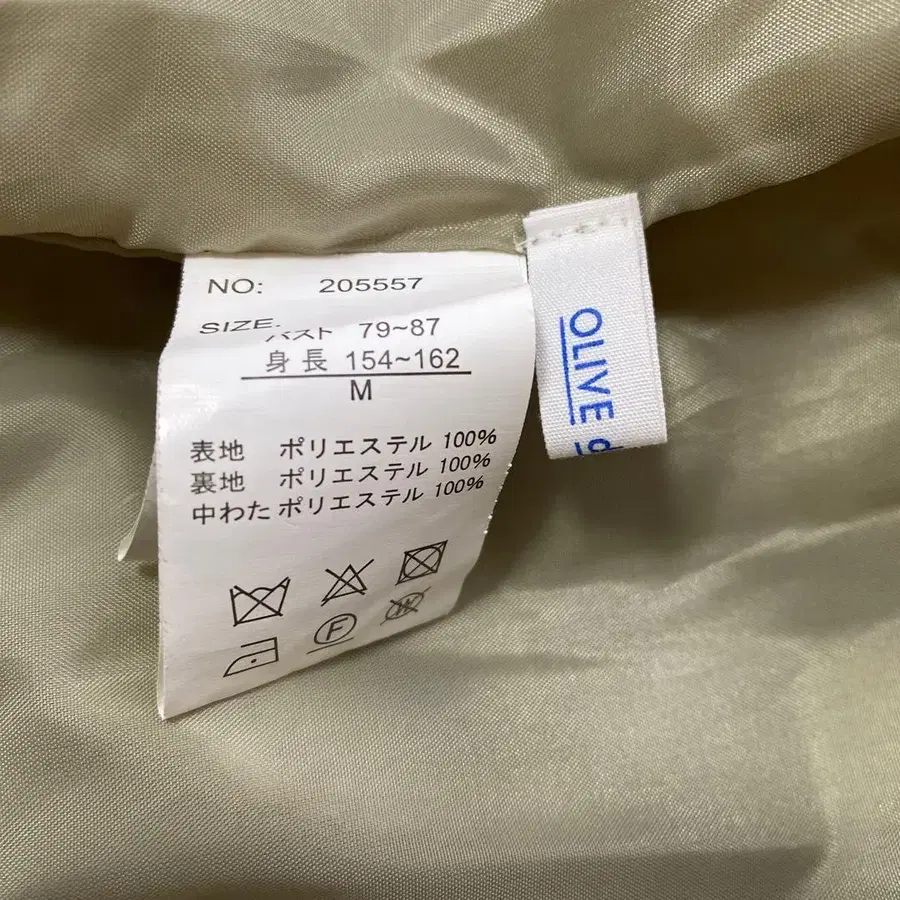 NO: 205557
SIZE. バスト 79~87
身長 154~162
M
表地 ポリエステル 100%
裏地 ポリエステル 100%
中わた ポリエステル 100%
F
W
OLIVE